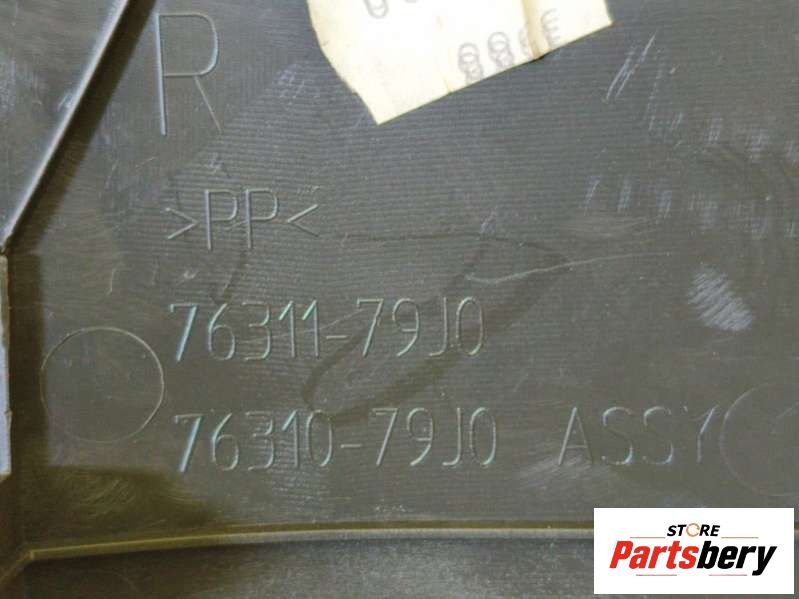 R
>PP<
76311-79J0
76310-79J0 ASSY
STORE
Partsbery